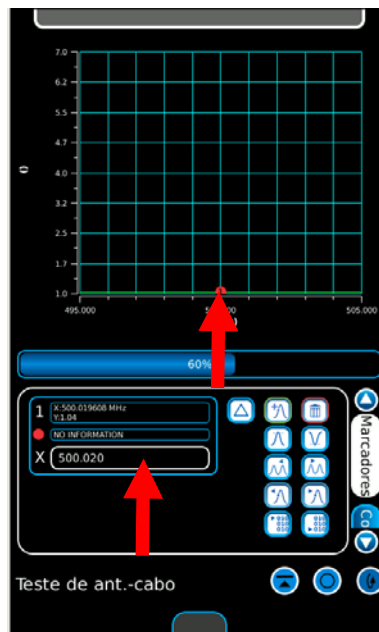 7.0
6.2
5.5
4.7
4.0
3.2
2.5
1.7
1.0
495.000
505.000
60%
1
X:500.019608 MHz
Y:1.04
NO INFORMATION
X
500.020
Marcadores
Co
Teste de ant.-cabo